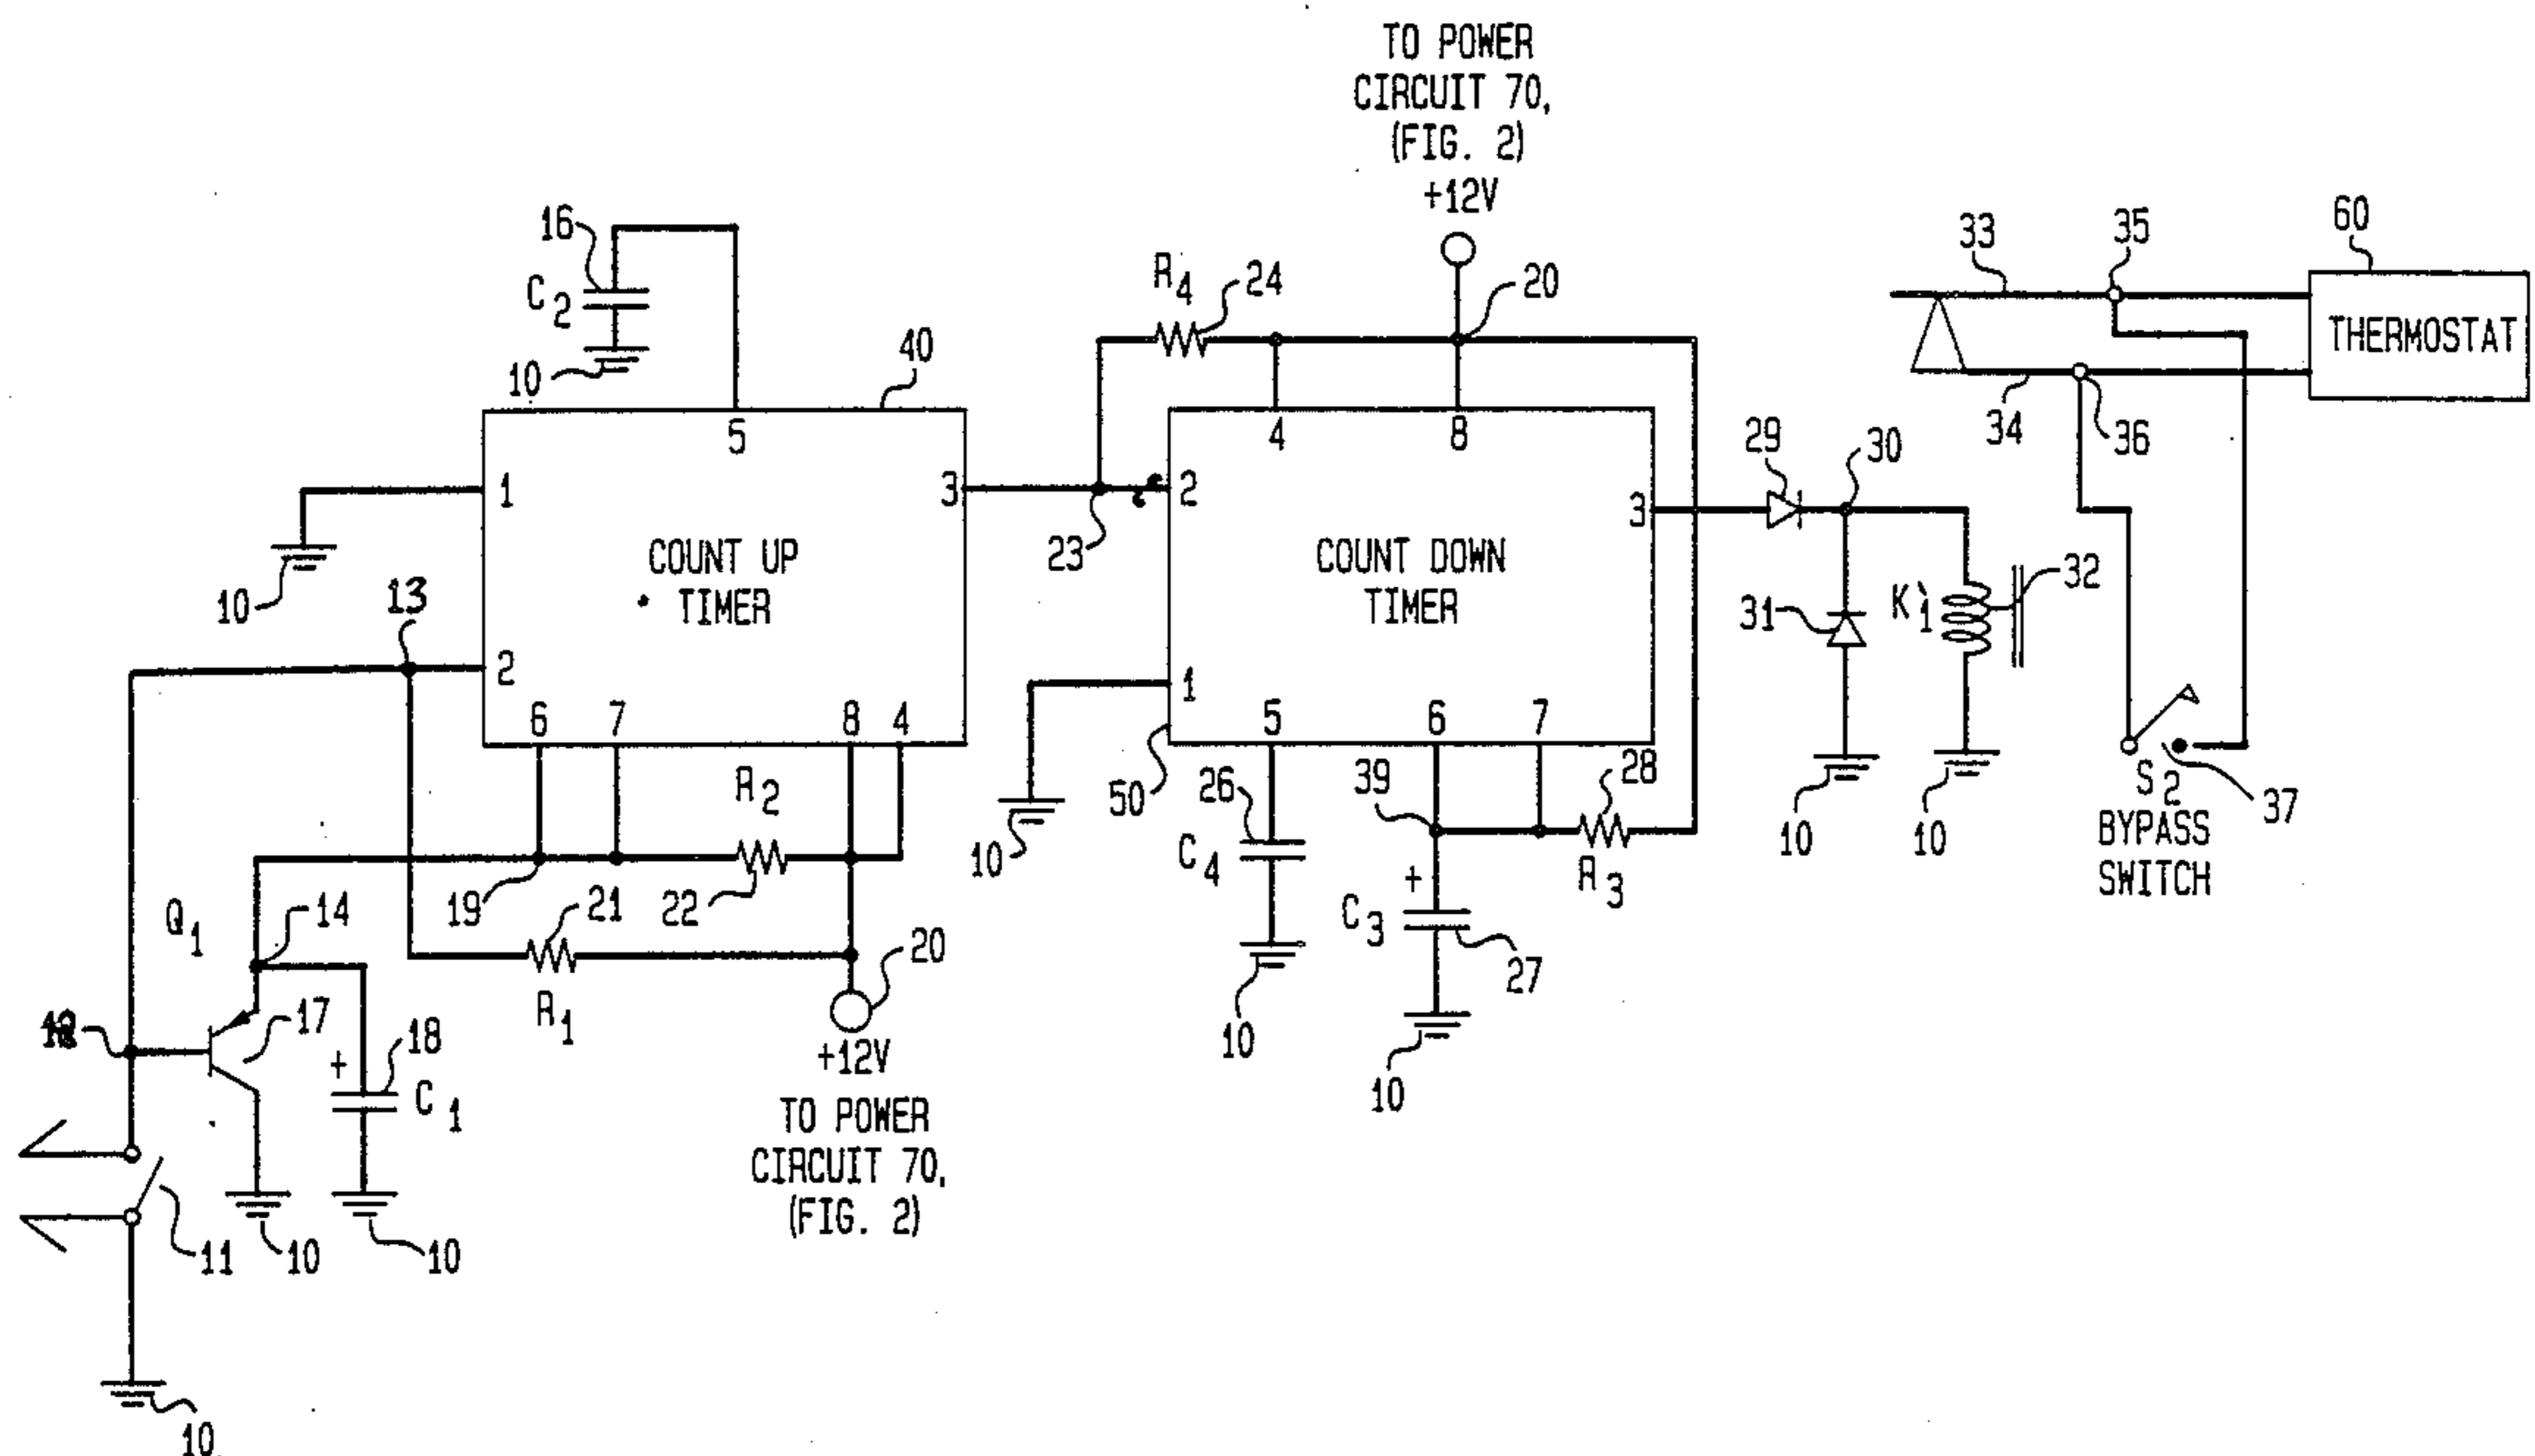 TO POWER
CIRCUIT 70,
(FIG. 2)
+12V
16
C2
10
40
R4
24
20
33
35
60
THERMOSTAT
34
36
5
1
3
COUNT UP
TIMER
2
6
7
8
4
10
13
23
4
8
2
3
COUNT DOWN
TIMER
1
5
6
7
50
10
29
30
31
K1
32
10
10
S2
BYPASS
SWITCH
37
R2
19
22
21
R1
20
+12V
TO POWER
CIRCUIT 70,
(FIG. 2)
Q1
14
17
18
+
C1
11
10
10
10
26
C4
10
39
+
C3
27
10
28
R3